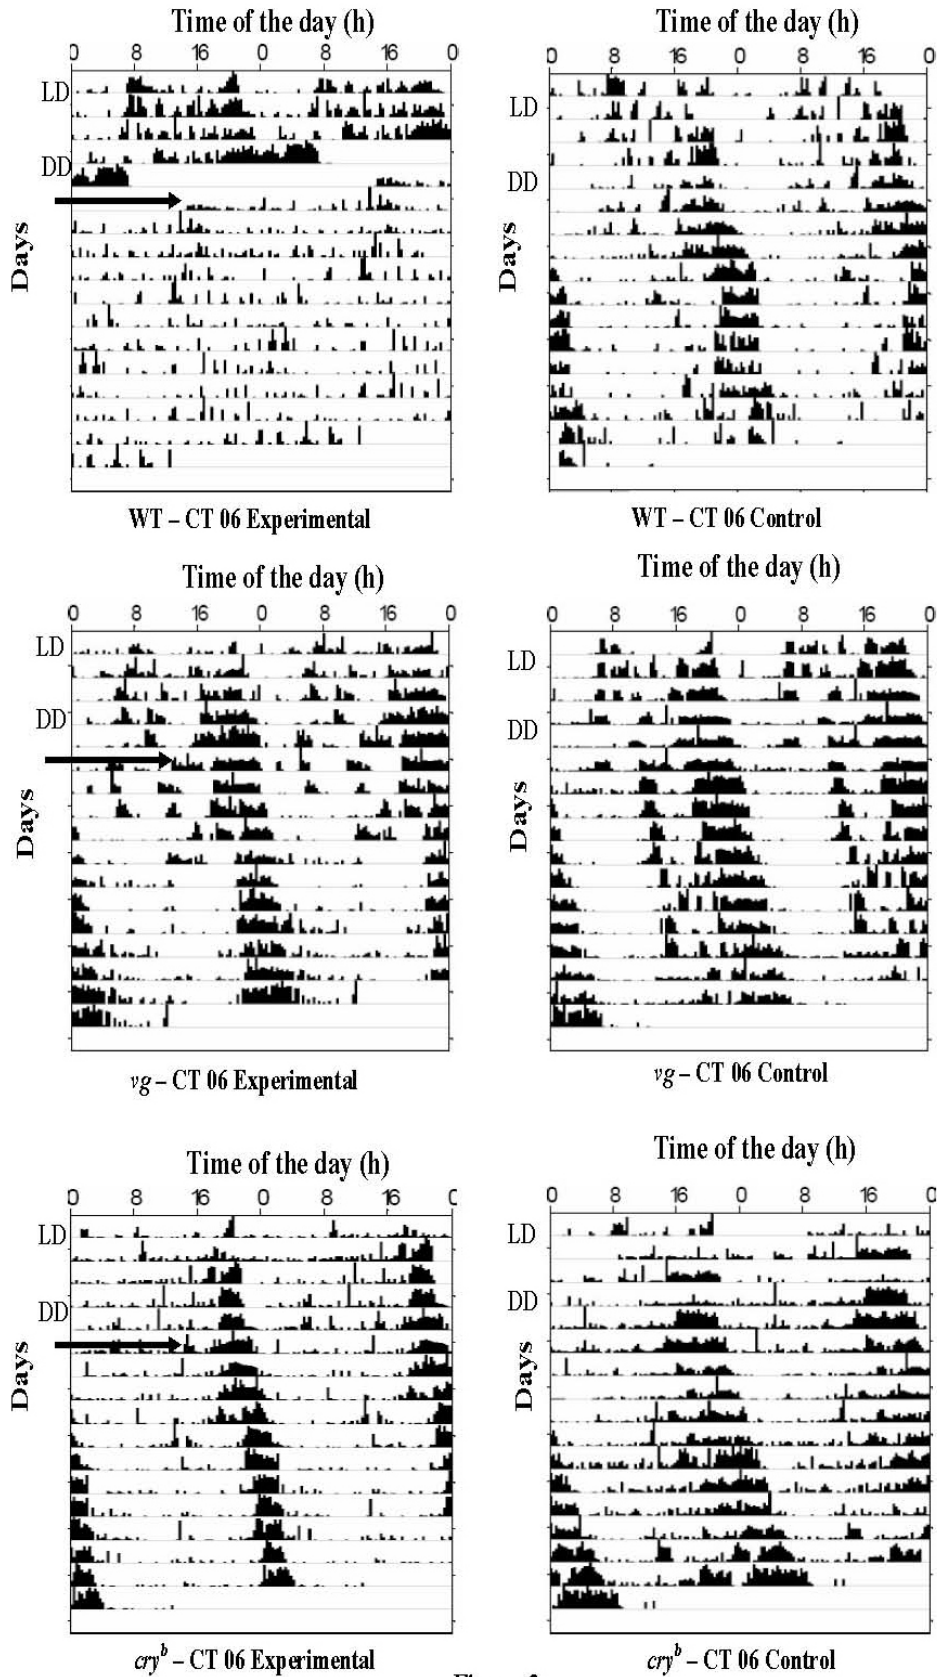 Time of the day (h)
0 8 16 0 8 16 0
LD
DD
Days
WT – CT 06 Experimental
Time of the day (h)
0 8 16 0 8 16 0
LD
DD
Days
WT – CT 06 Control
Time of the day (h)
0 8 16 0 8 16 0
LD
DD
Days
vg – CT 06 Experimental
Time of the day (h)
0 8 16 0 8 16 0
LD
DD
Days
vg – CT 06 Control
Time of the day (h)
0 8 16 0 8 16 0
LD
DD
Days
cryᵇ – CT 06 Experimental
Time of the day (h)
0 8 16 0 8 16 0
LD
DD
Days
cryᵇ – CT 06 Control